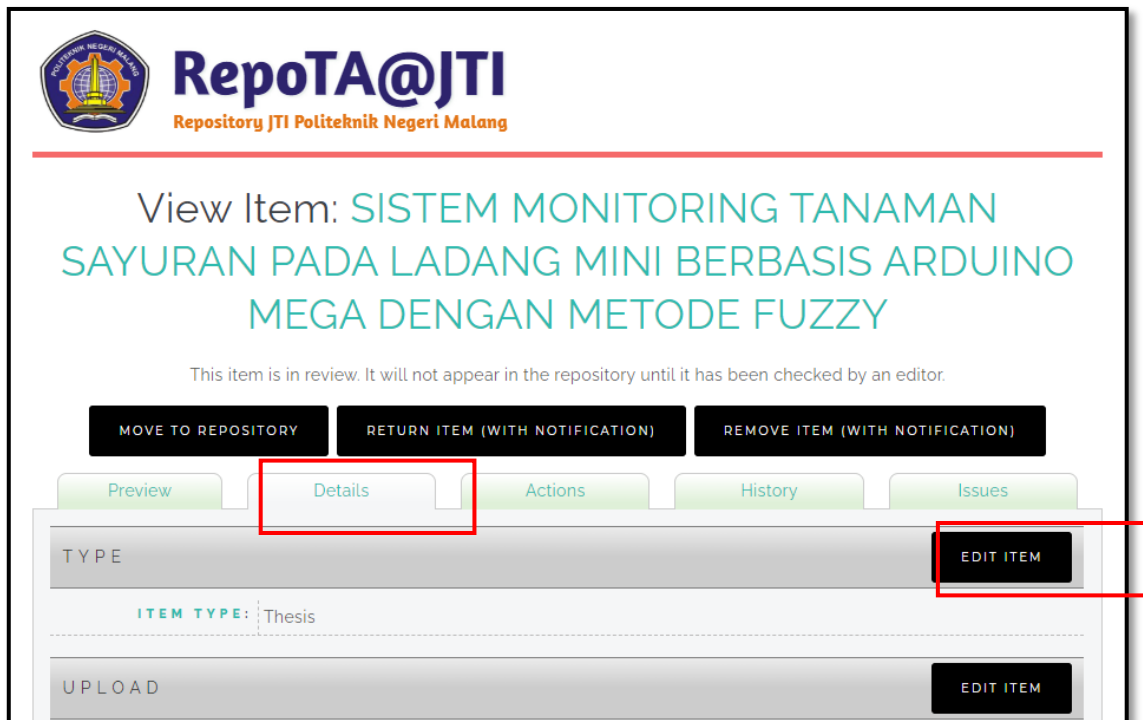 POLITEKNIK NEGERI MALANG
RepoTA@JTI
Repository JTI Politeknik Negeri Malang
View Item: SISTEM MONITORING TANAMAN
SAYURAN PADA LADANG MINI BERBASIS ARDUINO
MEGA DENGAN METODE FUZZY
This item is in review. It will not appear in the repository until it has been checked by an editor.
MOVE TO REPOSITORY RETURN ITEM (WITH NOTIFICATION) REMOVE ITEM (WITH NOTIFICATION)
Preview Details Actions History Issues
TYPE EDIT ITEM
ITEM TYPE: Thesis
UPLOAD EDIT ITEM